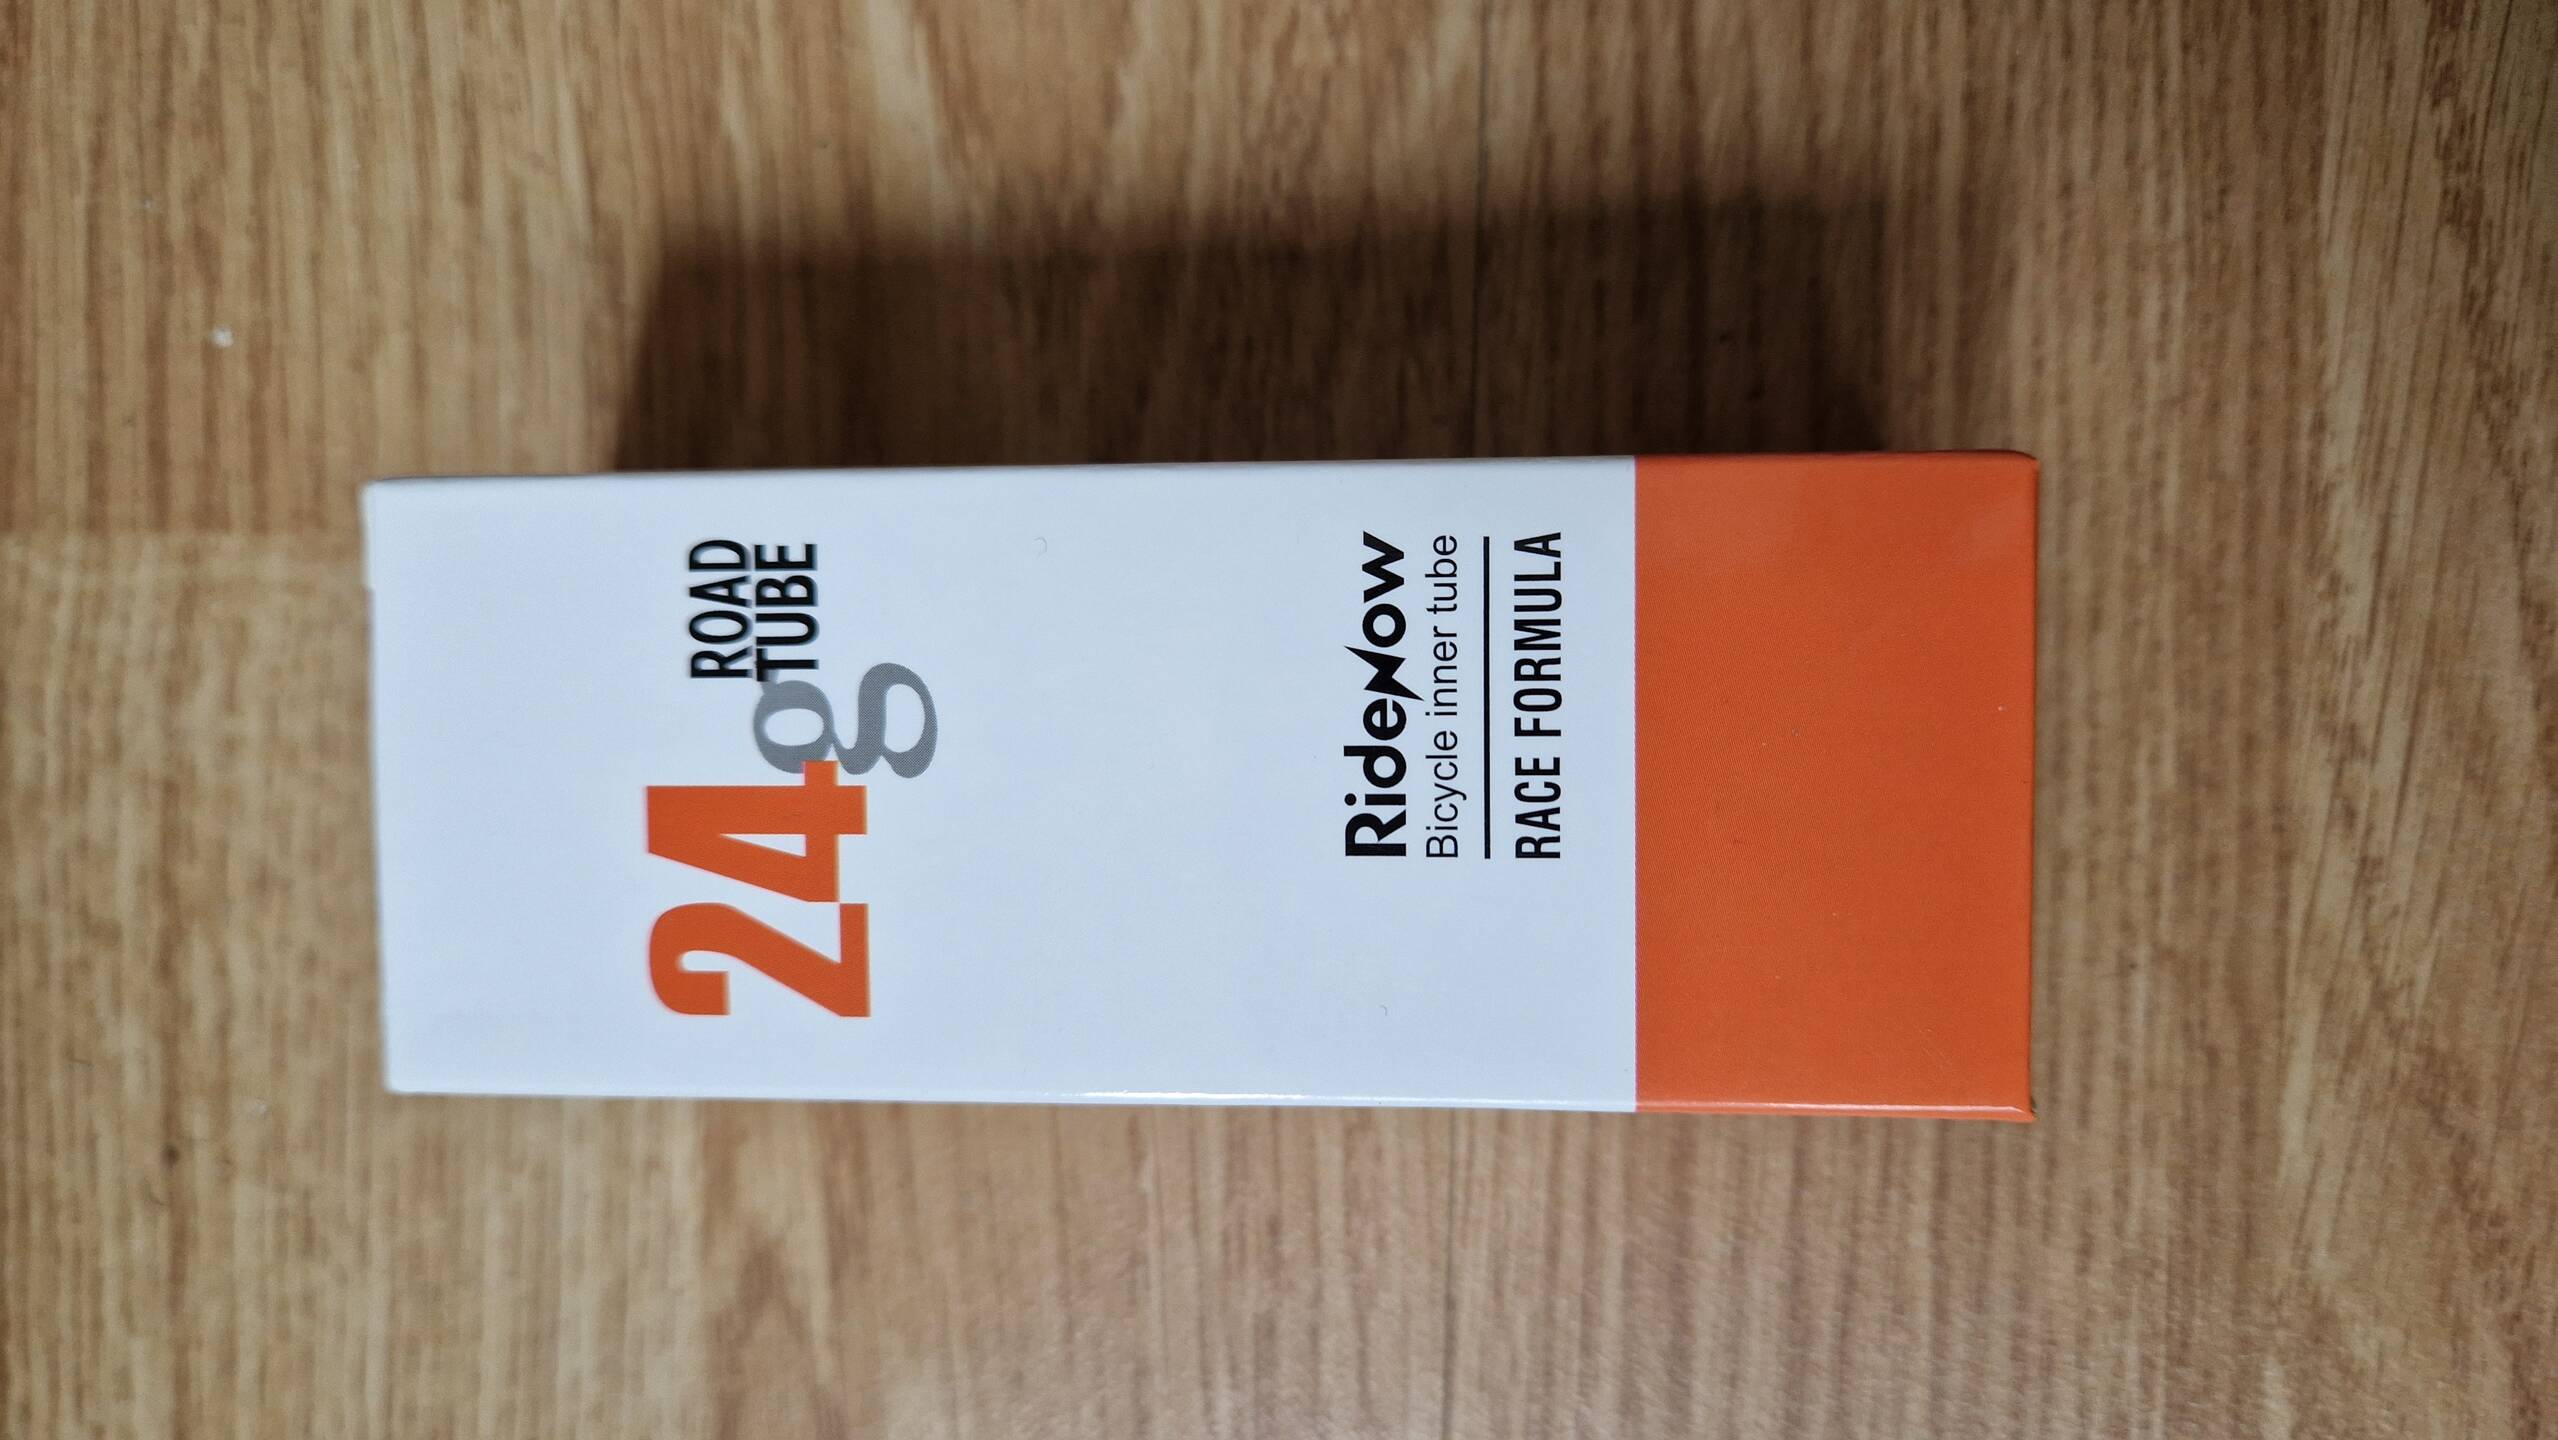 24g
ROAD
TUBE
RideNow
Bicycle inner tube
RACE FORMULA